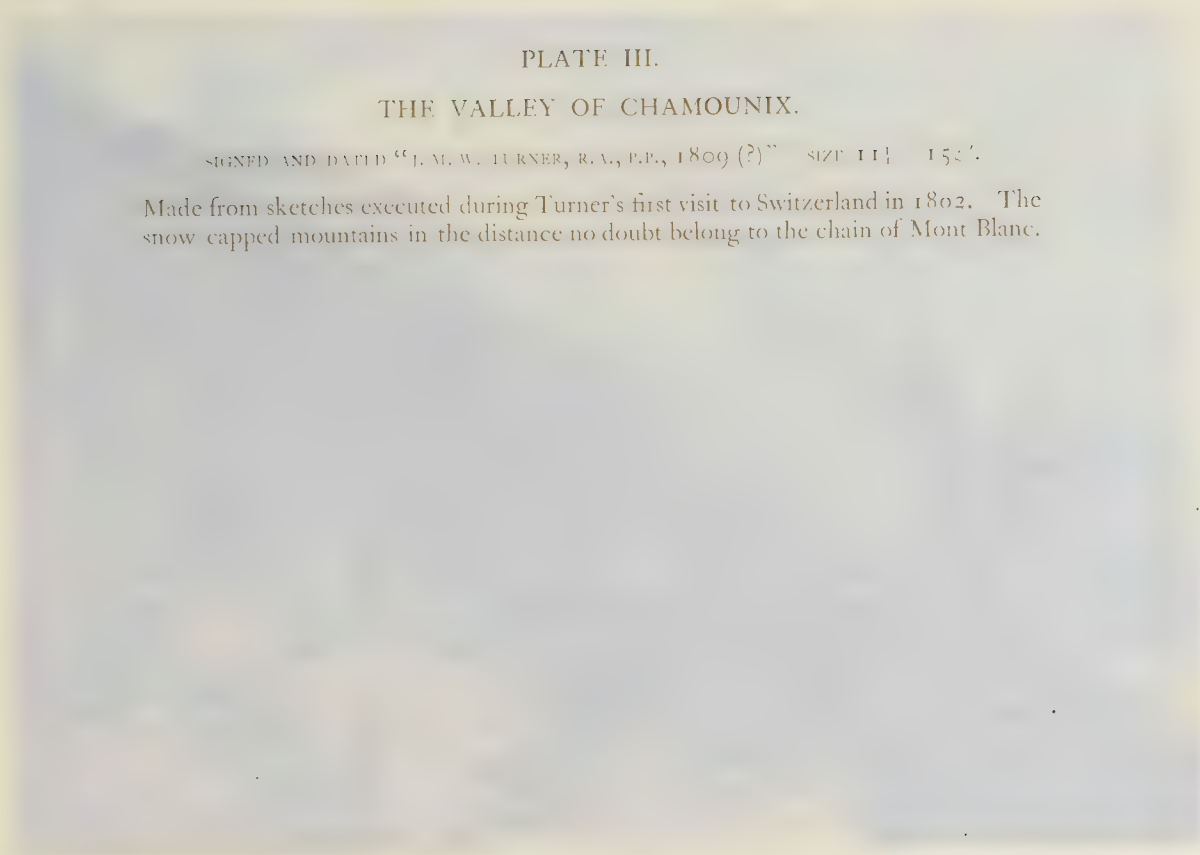 PLATE III.
THE VALLEY OF CHAMOUNIX.
SIGNED AND DATED “J. M. W. TURNER, R.A., P.P., 1809 (?)” SIZE
Made from sketches executed during Turner's first visit to Switzerland in 1802. The
snow capped mountains in the distance no doubt belong to the chain of Mont Blanc.